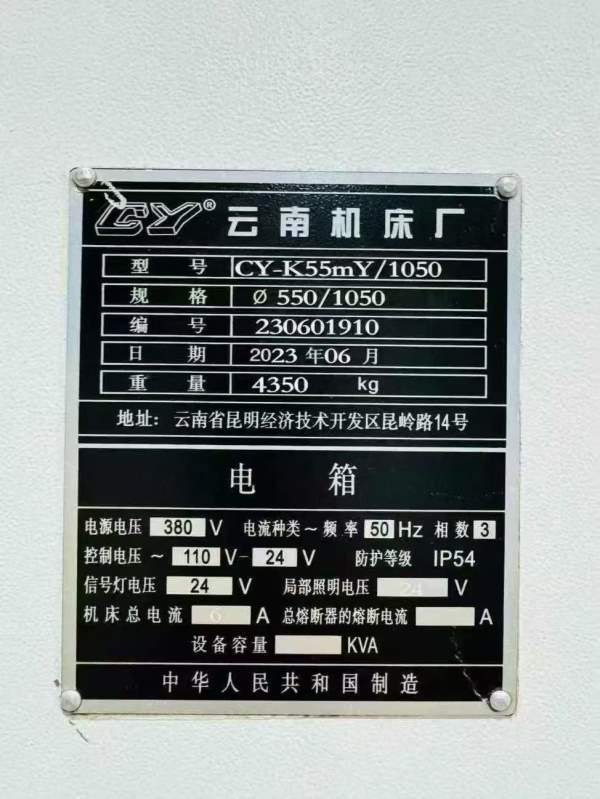 CY® 云南机床厂
型号 CY-K55mY/1050
规格 Ø 550/1050
编号 230601910
日期 2023 年 06 月
重量 4350 kg
地址：云南省昆明经济技术开发区昆岭路14号
电箱
电源电压 380 V 电流种类～频率 50 Hz 相数 3
控制电压～ 110 V- 24 V 防护等级 IP54
信号灯电压 24 V 局部照明电压 24 V
机床总电流 6 A 总熔断器的熔断电流 A
设备容量 KVA
中华人民共和国制造